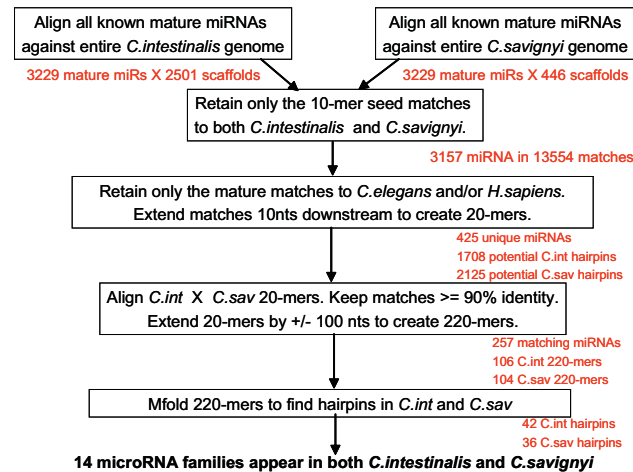 Align all known mature miRNAs
against entire C.intestinalis genome
Align all known mature miRNAs
against entire C.savignyi genome
3229 mature miRs X 2501 scaffolds
3229 mature miRs X 446 scaffolds
Retain only the 10-mer seed matches
to both C.intestinalis and C.savignyi.
3157 miRNA in 13554 matches
Retain only the mature matches to C.elegans and/or H.sapiens.
Extend matches 10nts downstream to create 20-mers.
425 unique miRNAs
1708 potential C.int hairpins
2125 potential C.sav hairpins
Align C.int X C.sav 20-mers. Keep matches >= 90% identity.
Extend 20-mers by +/- 100 nts to create 220-mers.
257 matching miRNAs
106 C.int 220-mers
104 C.sav 220-mers
Mfold 220-mers to find hairpins in C.int and C.sav
42 C.int hairpins
36 C.sav hairpins
14 microRNA families appear in both C.intestinalis and C.savignyi